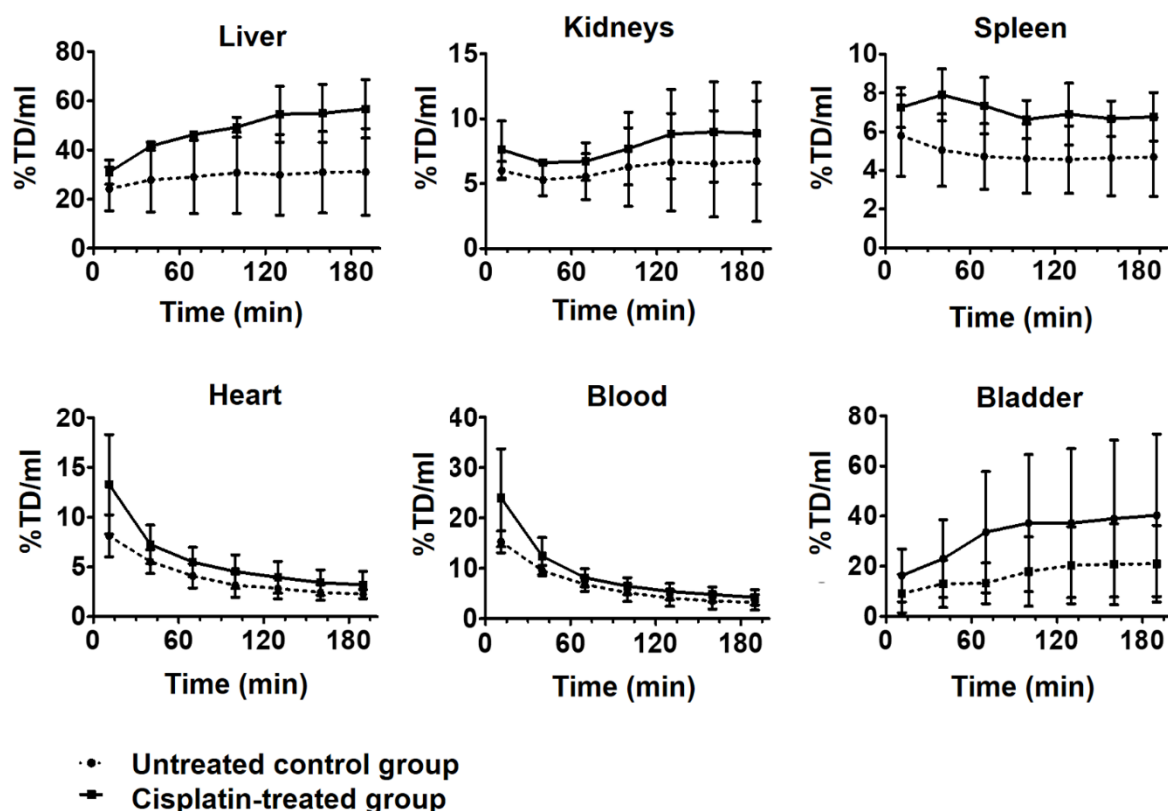 Liver
%TD/ml
80
60
40
20
0
0 60 120 180
Time (min)
Kidneys
%TD/ml
15
10
5
0
0 60 120 180
Time (min)
Spleen
%TD/ml
10
8
6
4
2
0
0 60 120 180
Time (min)
Heart
%TD/ml
20
15
10
5
0
0 60 120 180
Time (min)
Blood
%TD/ml
40
30
20
10
0
0 60 120 180
Time (min)
Bladder
%TD/ml
80
60
40
20
0
0 60 120 180
Time (min)
Untreated control group
Cisplatin-treated group